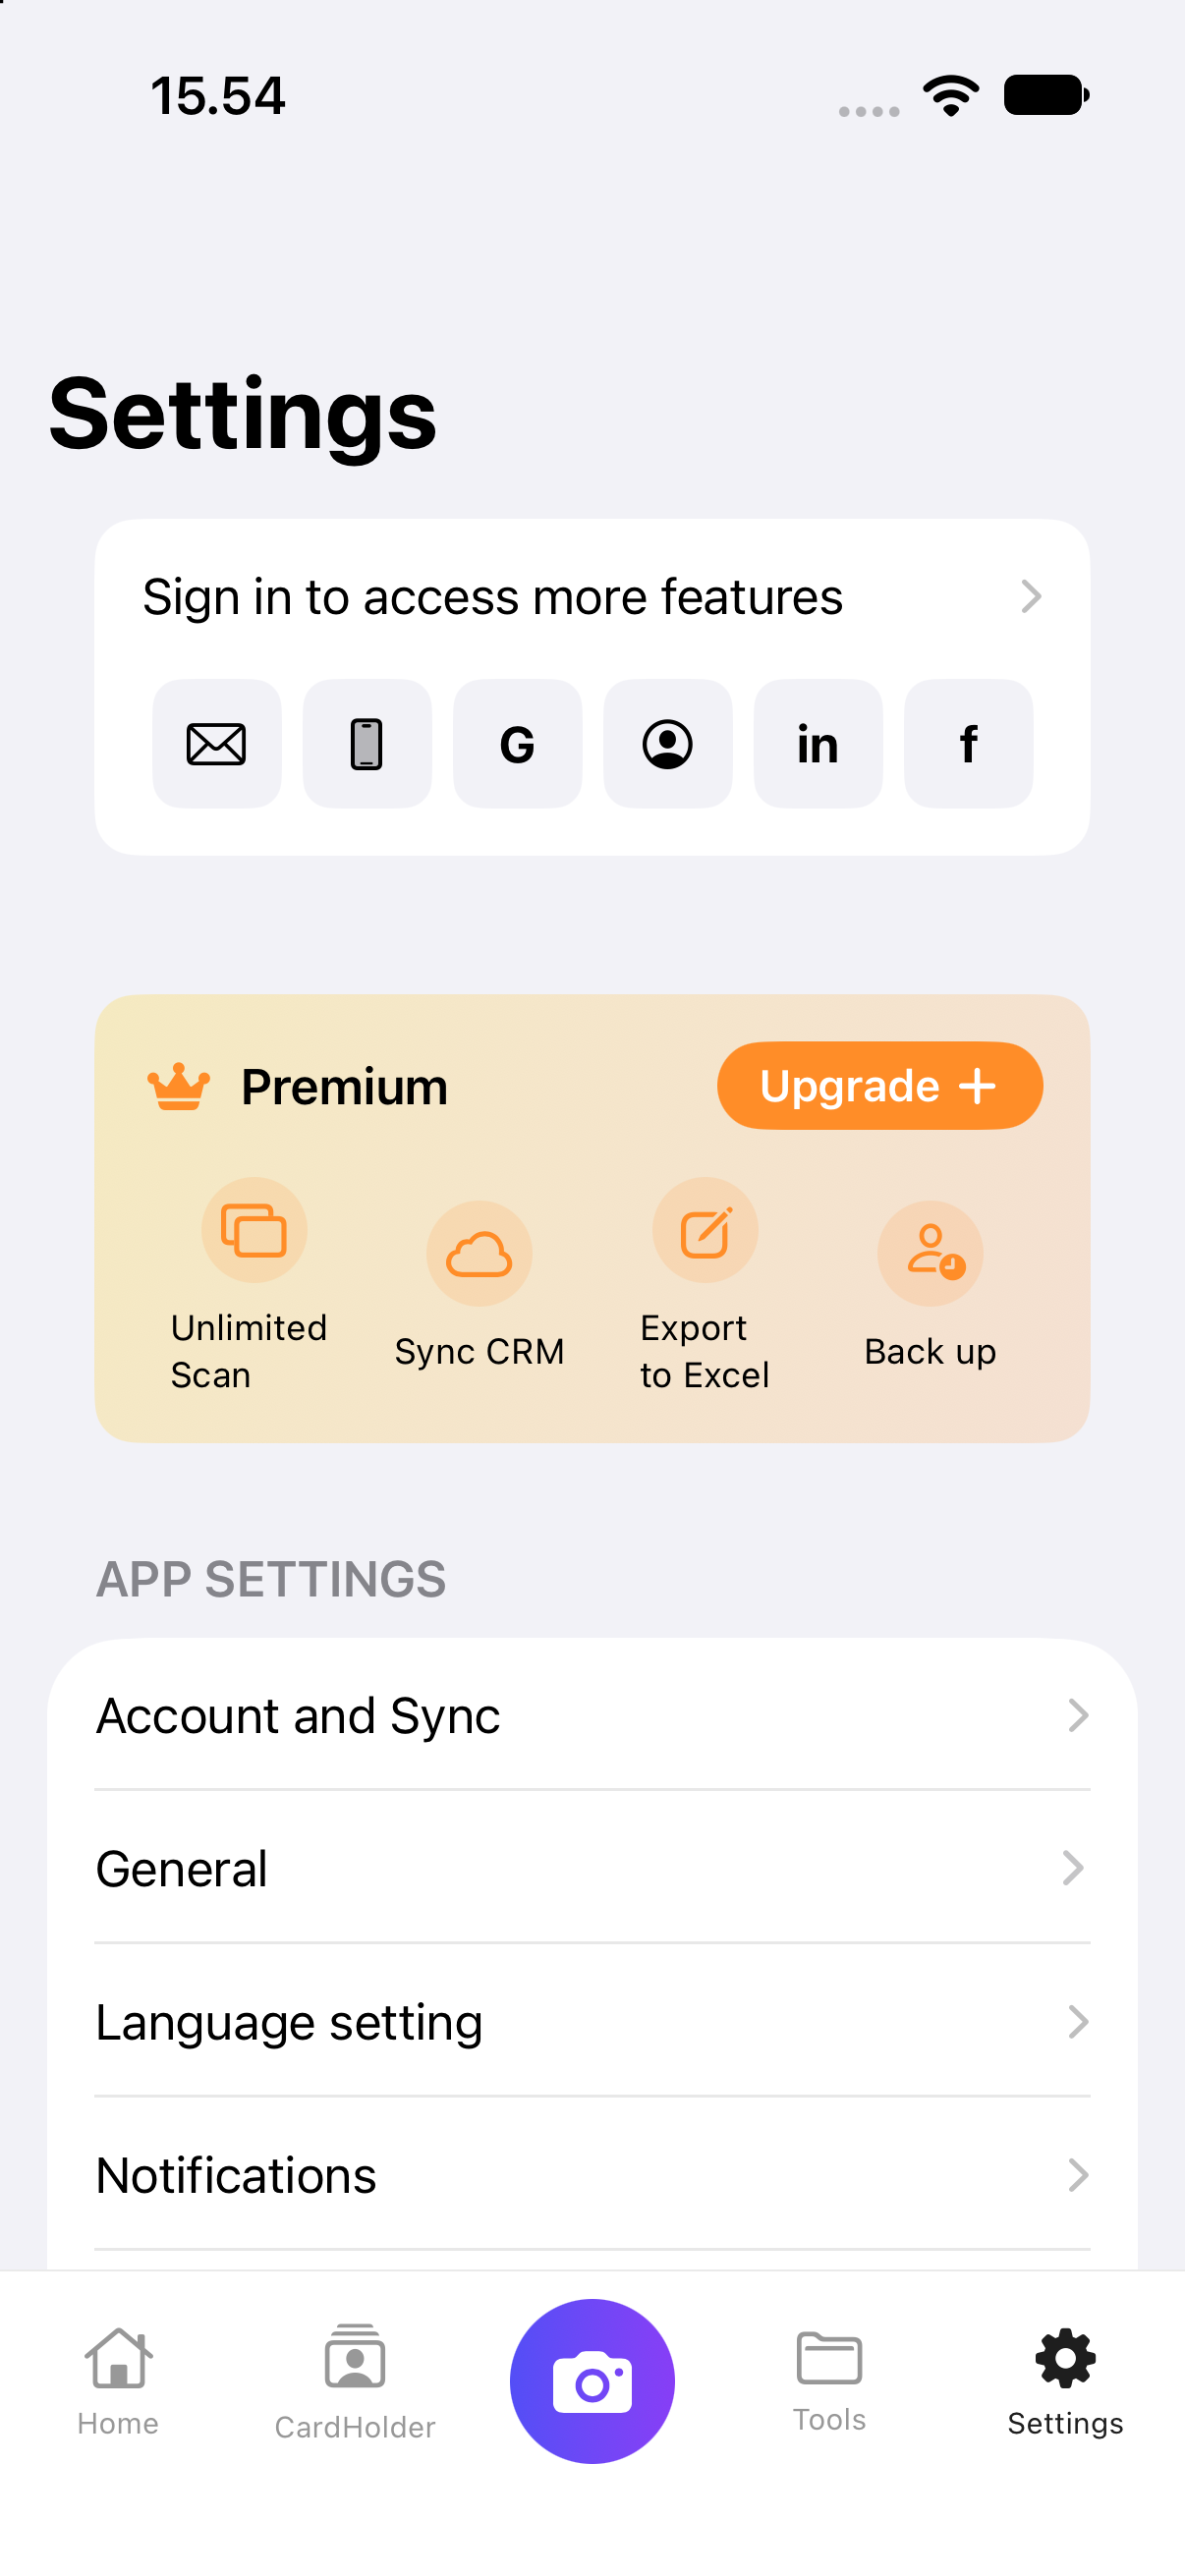 15.54
Settings
Sign in to access more features
G
in
f
Premium
Upgrade +
Unlimited
Scan
Sync CRM
Export
to Excel
Back up
APP SETTINGS
Account and Sync
General
Language setting
Notifications
Home
CardHolder
Tools
Settings